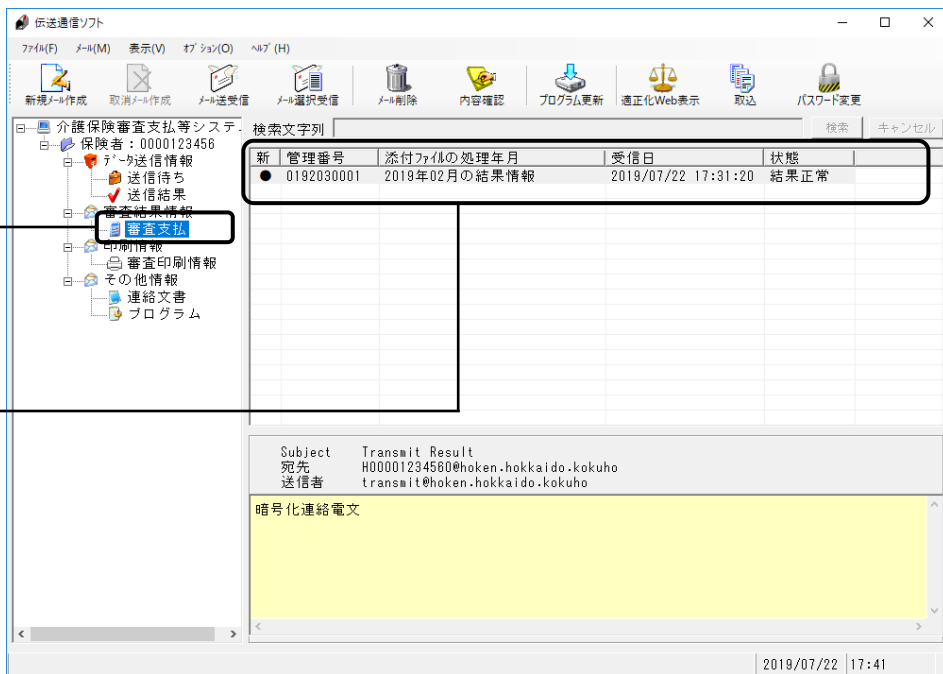 伝送通信ソフト
ﾌｧｲﾙ(F) ﾒｰﾙ(M) 表示(V) ｵﾌﾟｼｮﾝ(O) ﾍﾙﾌﾟ(H)
新規ﾒｰﾙ作成 取消ﾒｰﾙ作成 ﾒｰﾙ送受信 ﾒｰﾙ選択受信 ﾒｰﾙ削除 内容確認 ﾌﾟﾛｸﾞﾗﾑ更新 適正化Web表示 取込 ﾊﾟｽﾜｰﾄﾞ変更
介護保険審査支払等システ.
保険者：0000123456
ﾃﾞｰﾀ送信情報
送信待ち
送信結果
審査結果情報
審査支払
印刷情報
審査印刷情報
その他情報
連絡文書
プログラム
検索文字列 検索 キャンセル
新 管理番号 添付ﾌｧｲﾙの処理年月 受信日 状態
● 0192030001 2019年02月の結果情報 2019/07/22 17:31:20 結果正常
Subject Transmit Result
宛先 H00001234560@hoken.hokkaido.kokuho
送信者 transmit@hoken.hokkaido.kokuho
暗号化連絡電文
2019/07/22 17:41